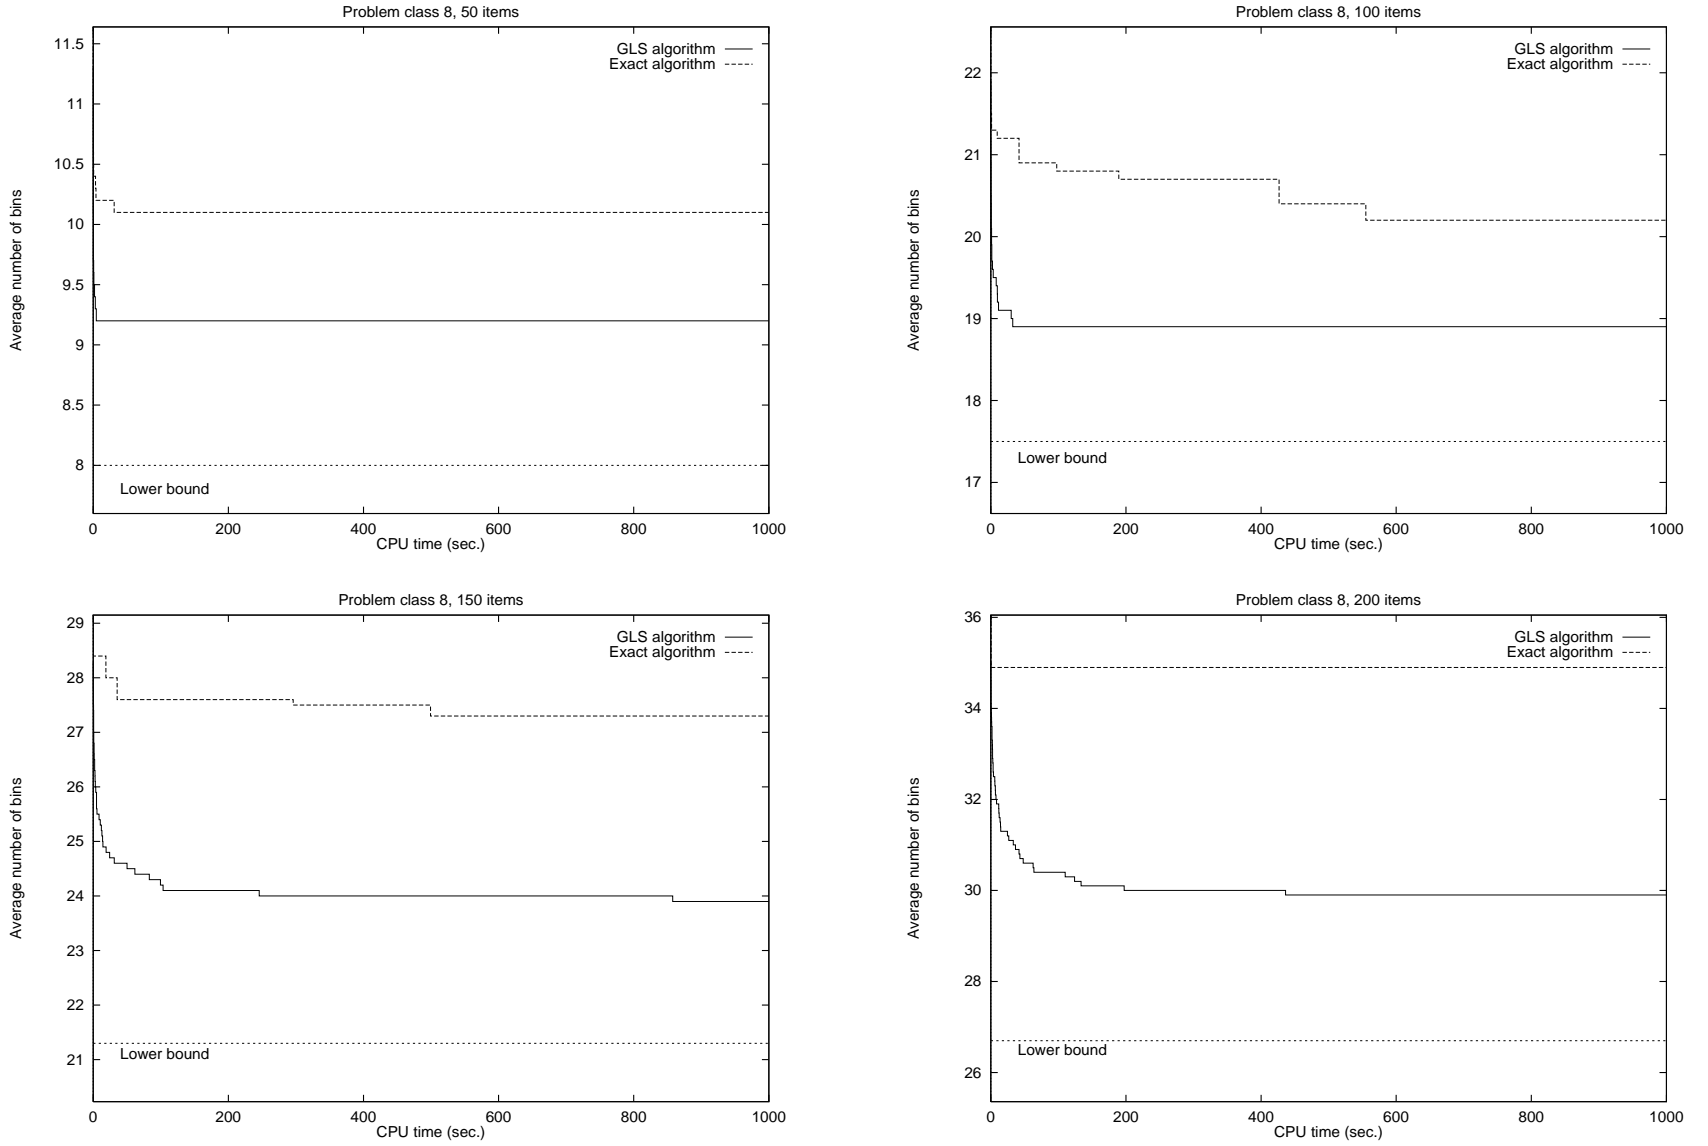 Problem class 8, 50 items
11.5
11
10.5
10
9.5
9
8.5
8
Average number of bins
GLS algorithm
Exact algorithm
Lower bound
0 200 400 600 800 1000
CPU time (sec.)
Problem class 8, 100 items
22
21
20
19
18
17
Average number of bins
GLS algorithm
Exact algorithm
Lower bound
0 200 400 600 800 1000
CPU time (sec.)
Problem class 8, 150 items
29
28
27
26
25
24
23
22
21
Average number of bins
GLS algorithm
Exact algorithm
Lower bound
0 200 400 600 800 1000
CPU time (sec.)
Problem class 8, 200 items
36
34
32
30
28
26
Average number of bins
GLS algorithm
Exact algorithm
Lower bound
0 200 400 600 800 1000
CPU time (sec.)